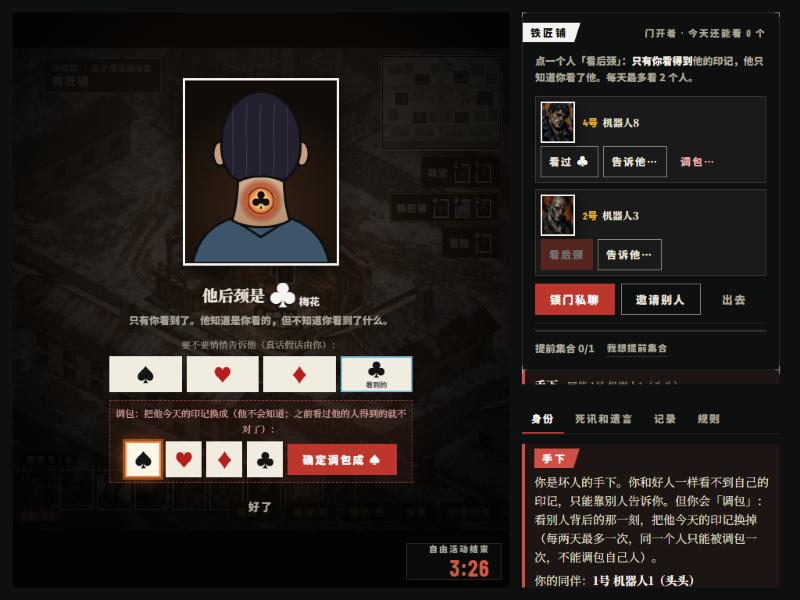 铁匠铺
门开着 · 今天还能看 0 个
点一个人「看后颈」：只有你看得到他的印记，他只
知道你看了他。每天最多看 2 个人。
4号 机器人8
看过 ♣
告诉他…
调包…
2号 机器人3
看后颈
告诉他…
锁门私聊
邀请别人
出去
提前集合 0/1
我想提前集合
他后颈是 ♣ 梅花
只有你看到了。他知道是你看的，但不知道你看到了什么。
要不要悄悄告诉他（真话假话由你）：
看到的
调包：把他今天的印记换成（他不会知道；之前看过他的人得到的就不
对了）：
确定调包成 ♠
好了
自由活动结束
3:26
身份
死讯和遗言
记录
规则
手下
你是坏人的手下。你和好人一样看不到自己的
印记，只能靠别人告诉你。但你会「调包」：
看别人背后的那一刻，把他今天的印记换掉
（每两天最多一次，同一个人只能被调包一
次，不能调包自己人）。
你的同伴：1号 机器人1（头头）